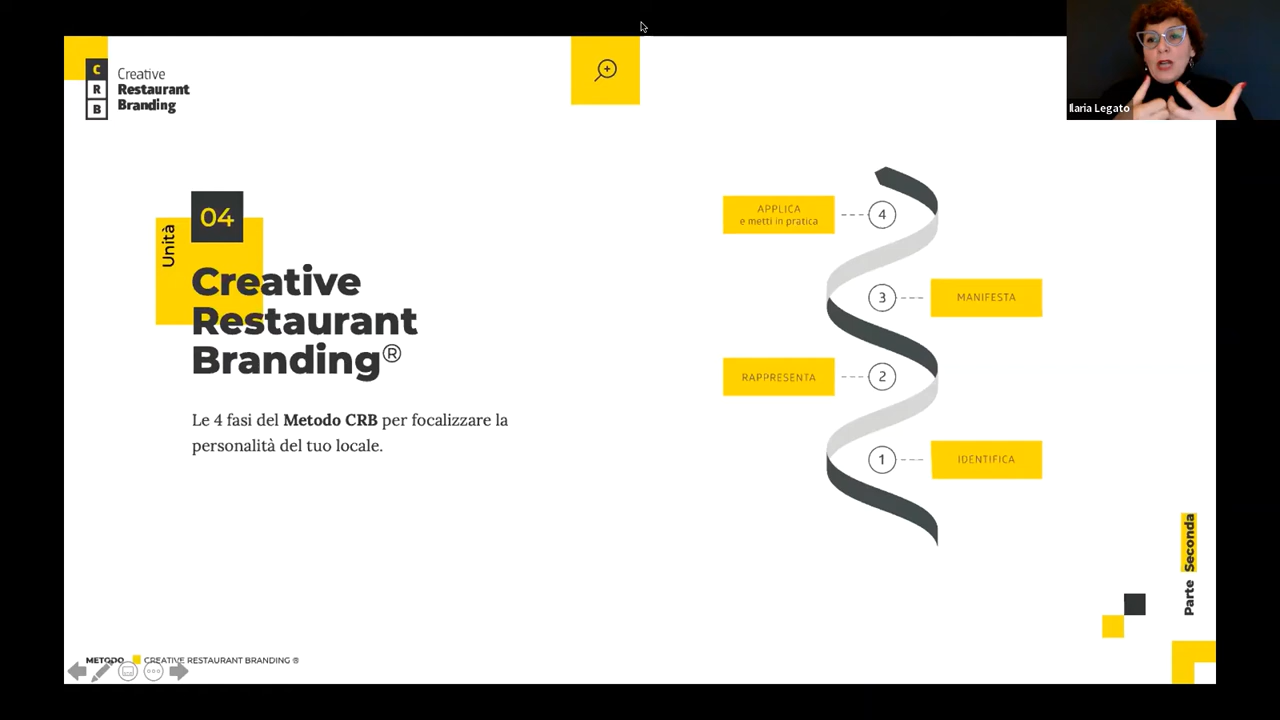 C
R
B
Creative
Restaurant
Branding
Ilaria Legato
04
Unità
Creative
Restaurant
Branding®
Le 4 fasi del Metodo CRB per focalizzare la
personalità del tuo locale.
APPLICA
e metti in pratica
4
3
MANIFESTA
RAPPRESENTA
2
1
IDENTIFICA
Parte Seconda
METODO CREATIVE RESTAURANT BRANDING ®